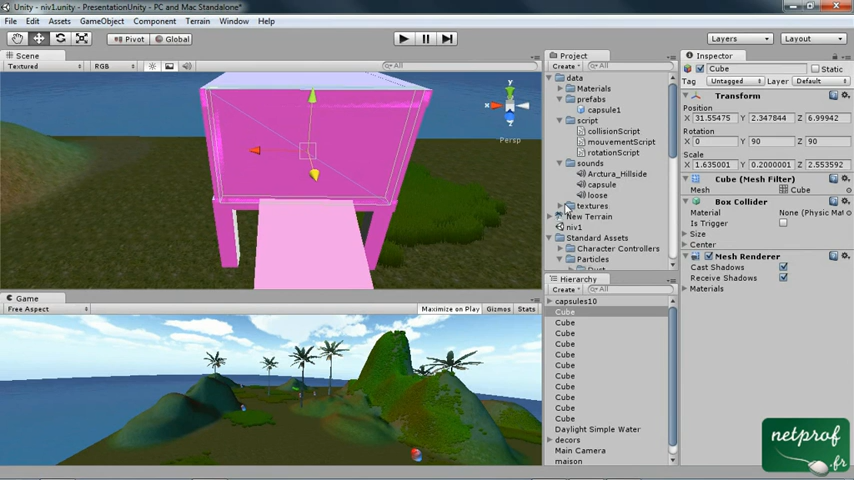 Unity - niv1.unity - PresentationUnity - PC and Mac Standalone*
File Edit Assets GameObject Component Terrain Window Help
Pivot Global Layers Layout
Scene
Textured RGB All
y
x
z
Persp
Game
Free Aspect Maximize on Play Gizmos Stats
Project
Create All
data
Materials
prefabs
capsule1
script
collisionScript
mouvementScript
rotationScript
sounds
Arctura_Hillside
capsule
loose
textures
New Terrain
niv1
Standard Assets
Character Controllers
Particles
Dust
Hierarchy
Create All
capsules10
Cube
Cube
Cube
Cube
Cube
Cube
Cube
Cube
Cube
Cube
Cube
Daylight Simple Water
decors
Main Camera
maison
Inspector
Cube Static
Tag Untagged Layer Default
Transform
Position
X 31.55475 Y 2.347844 Z 6.99942
Rotation
X 0 Y 90 Z 90
Scale
X 1.635001 Y 0.2000001 Z 2.553592
Cube (Mesh Filter)
Mesh Cube
Box Collider
Material None (Physic Mat
Is Trigger
Size
Center
Mesh Renderer
Cast Shadows
Receive Shadows
Materials
netprof
.fr